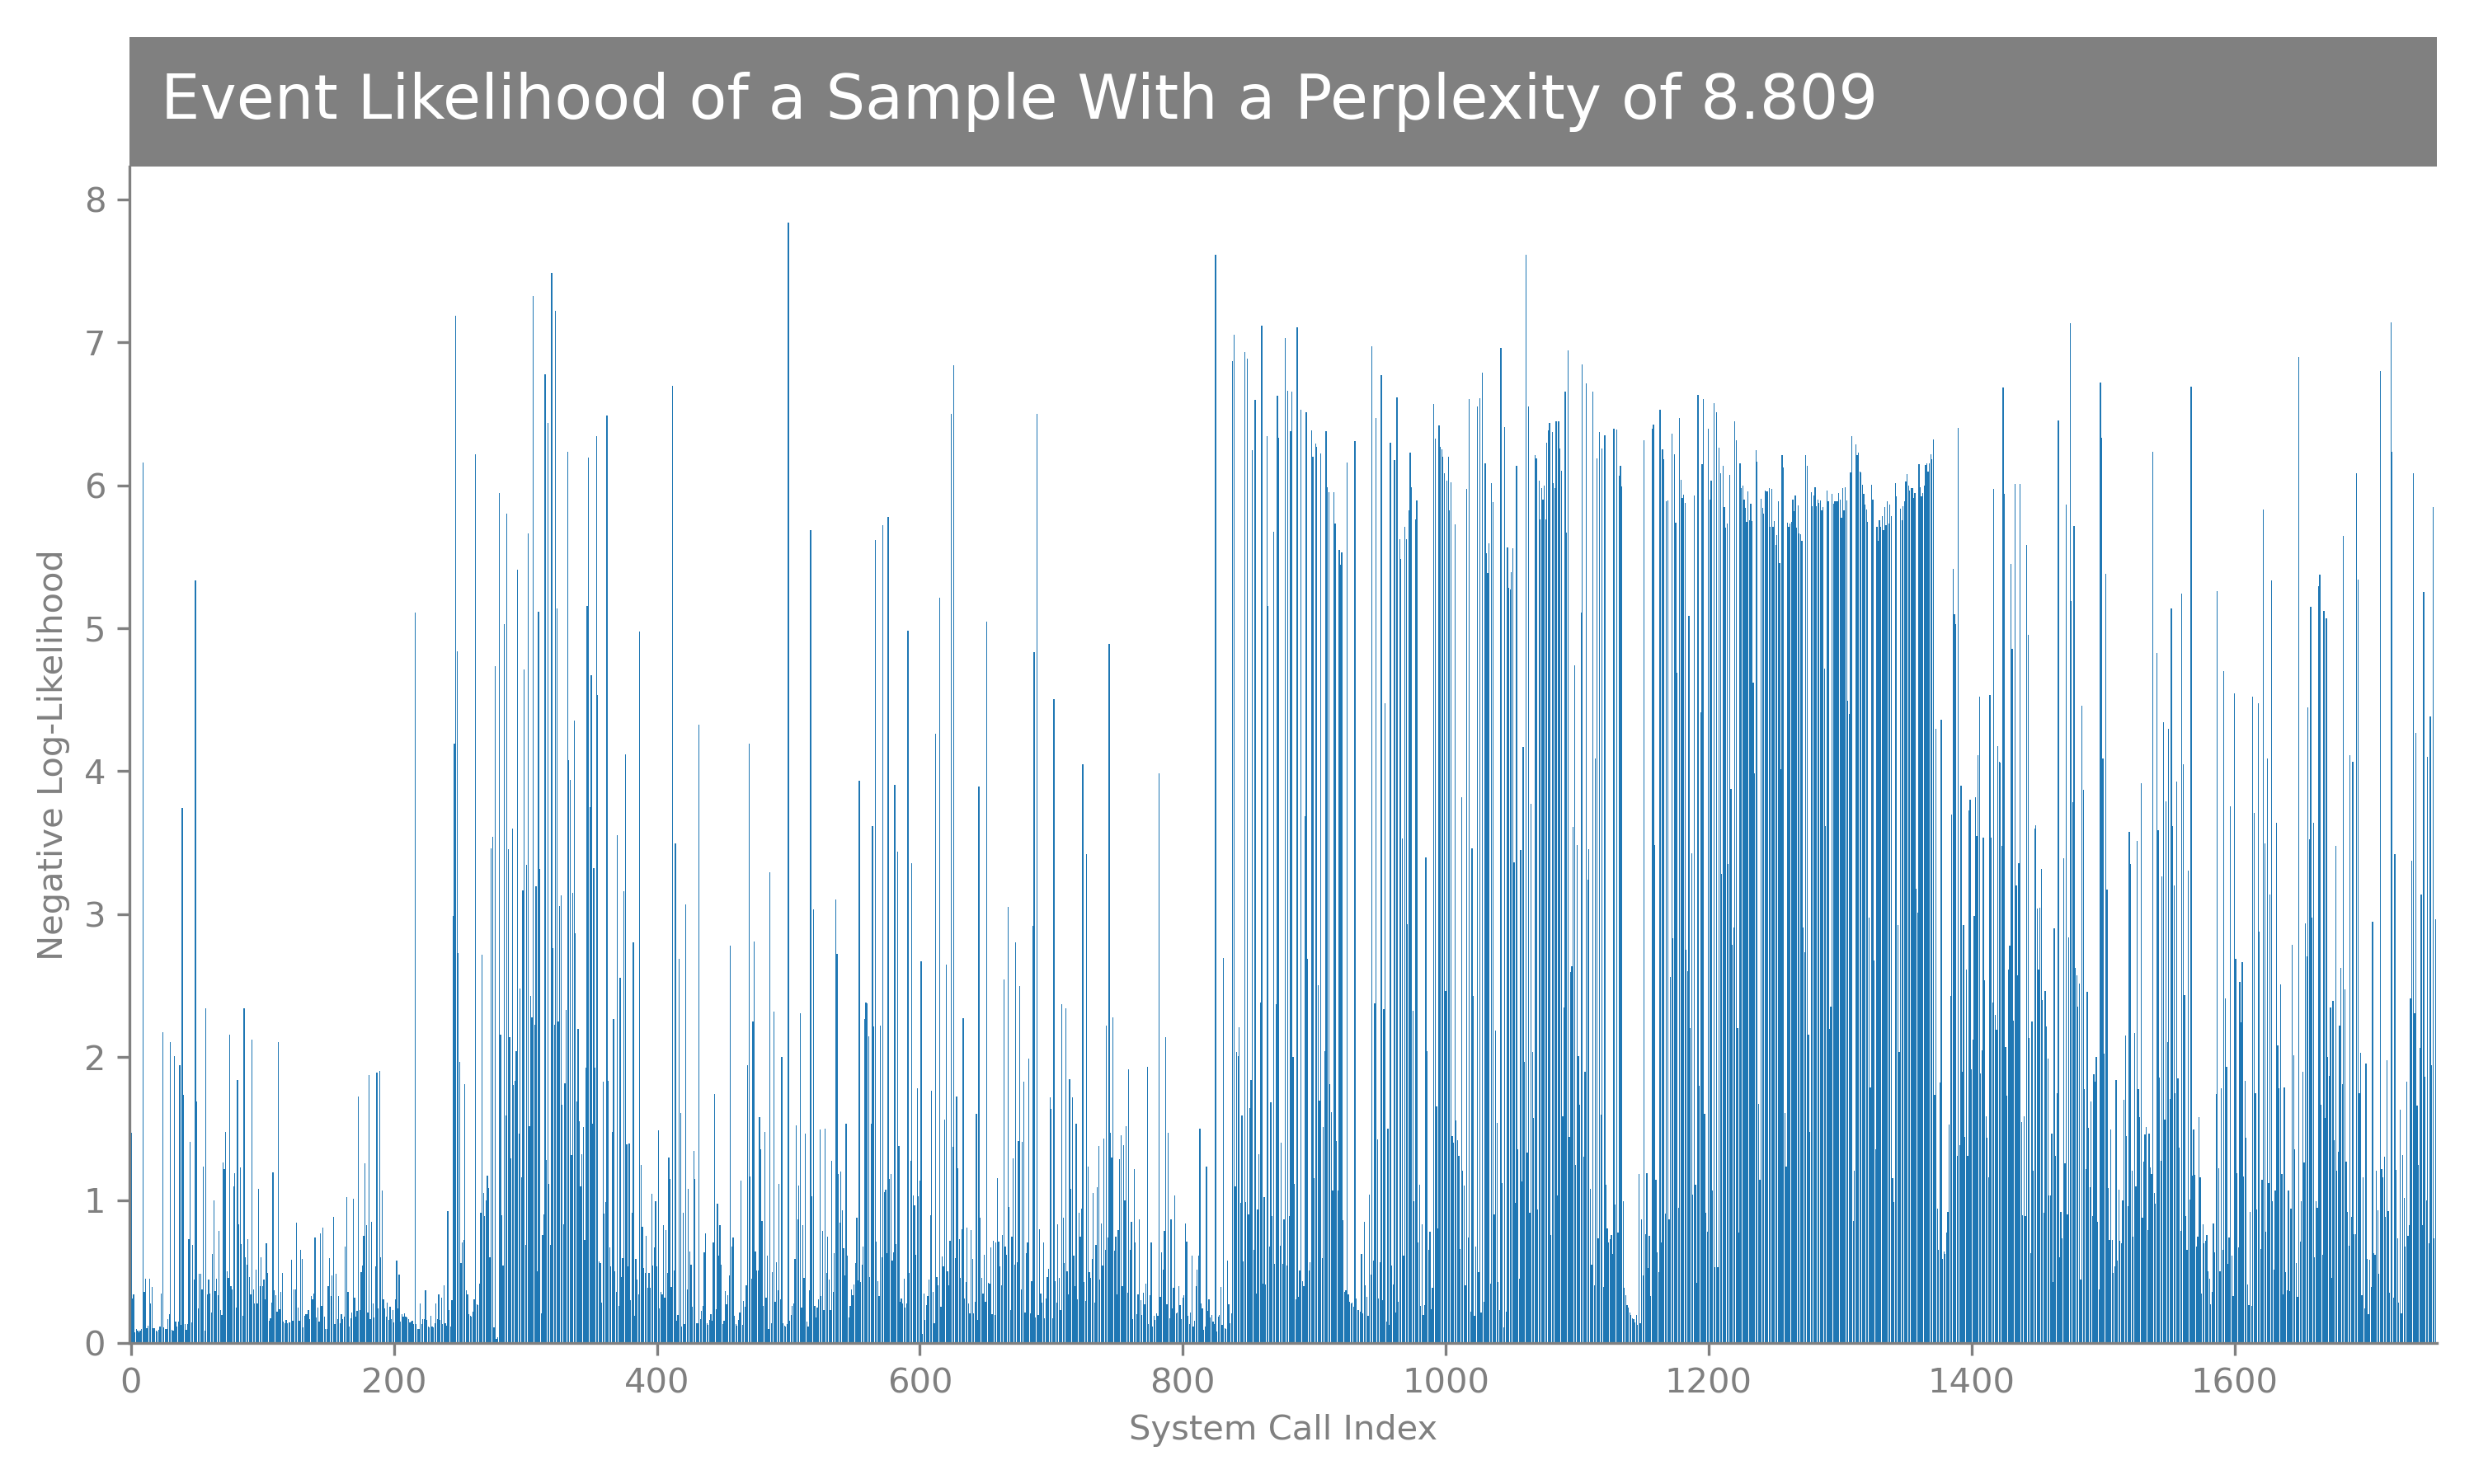 Event Likelihood of a Sample With a Perplexity of 8.809
8
7
6
5
4
3
2
1
0
Negative Log-Likelihood
0 200 400 600 800 1000 1200 1400 1600
System Call Index